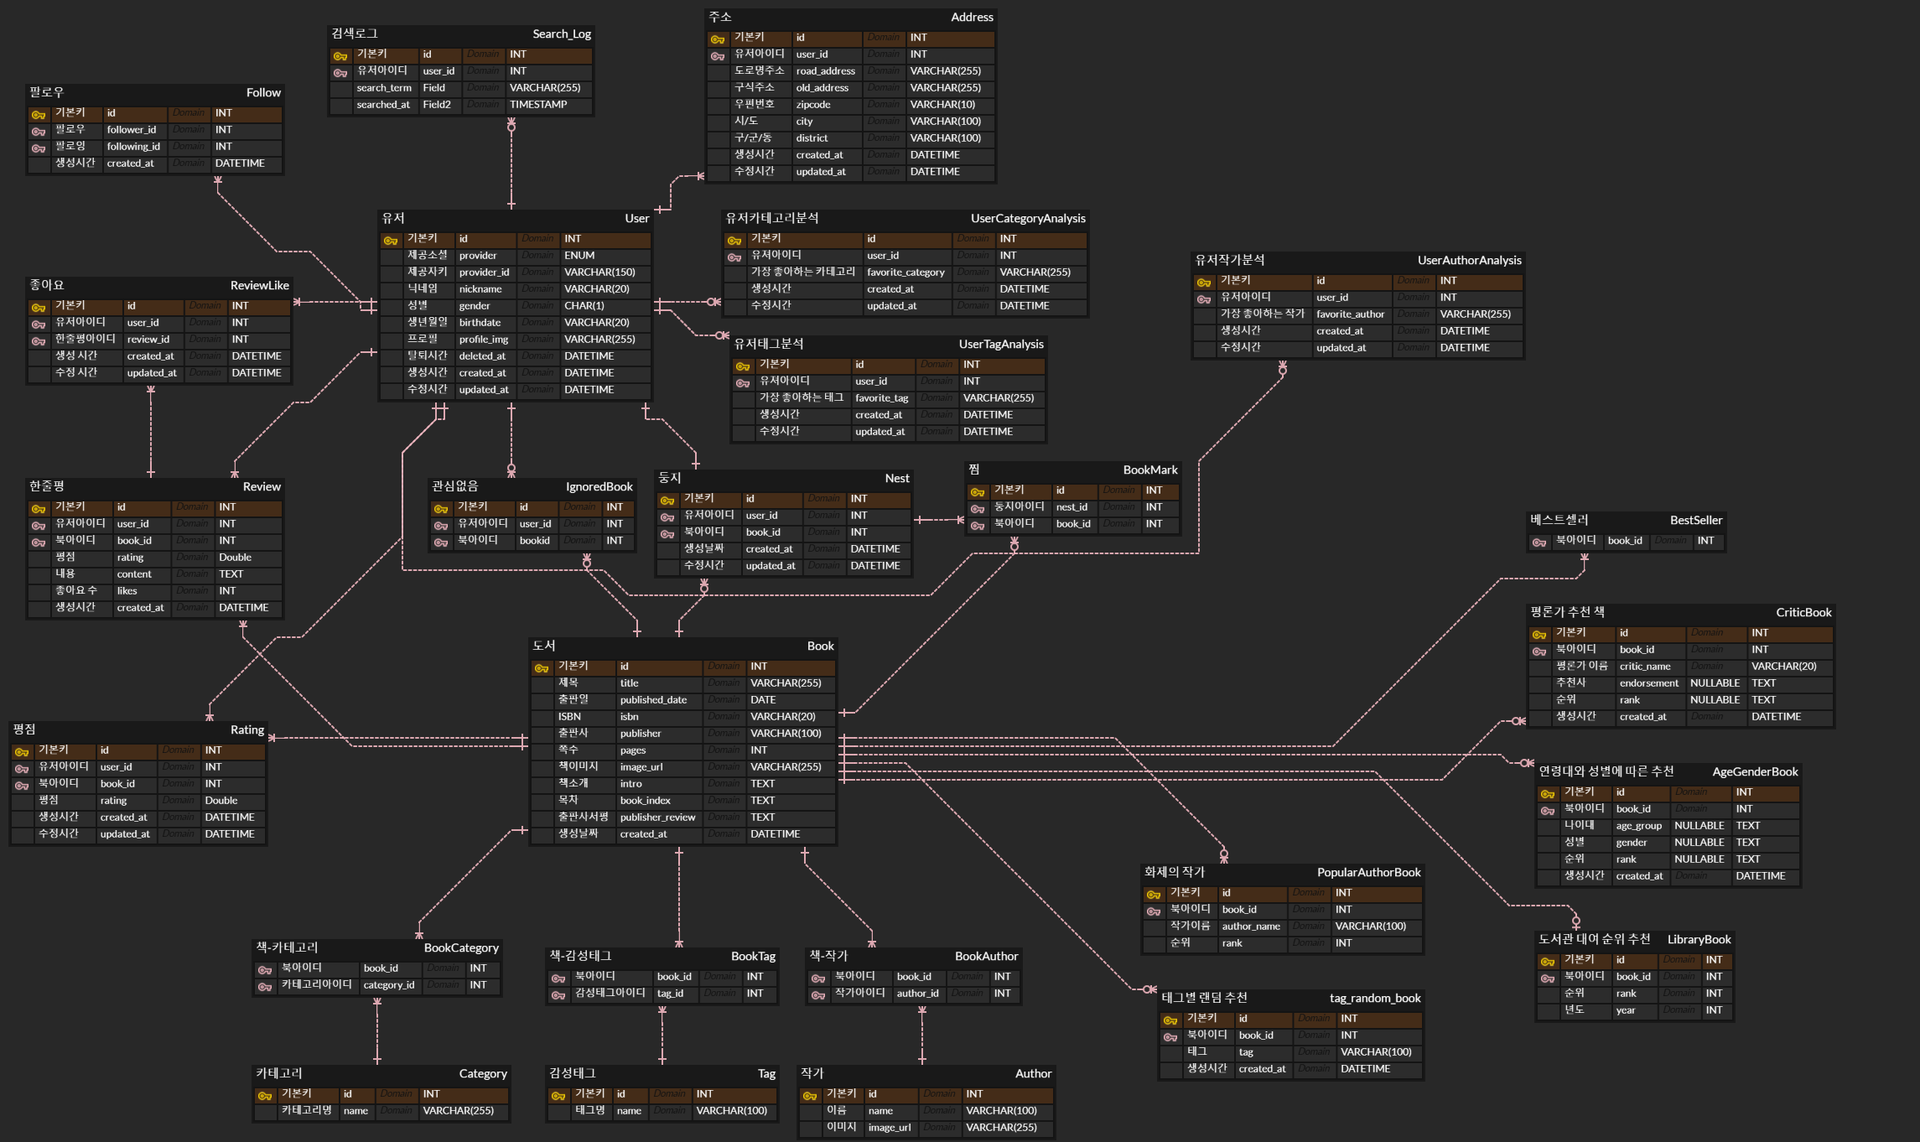 주소 Address
기본키 id Domain INT
유저아이디 user_id Domain INT
도로명주소 road_address Domain VARCHAR(255)
구식주소 old_address Domain VARCHAR(255)
우편번호 zipcode Domain VARCHAR(10)
시/도 city Domain VARCHAR(100)
구/군/동 district Domain VARCHAR(100)
생성시간 created_at Domain DATETIME
수정시간 updated_at Domain DATETIME
검색로그 Search_Log
기본키 id Domain INT
유저아이디 user_id Domain INT
search_term Field Domain VARCHAR(255)
searched_at Field2 Domain TIMESTAMP
팔로우 Follow
기본키 id Domain INT
팔로우 follower_id Domain INT
팔로잉 following_id Domain INT
생성시간 created_at Domain DATETIME
유저 User
기본키 id Domain INT
제공소셜 provider Domain ENUM
제공자키 provider_id Domain VARCHAR(150)
닉네임 nickname Domain VARCHAR(20)
성별 gender Domain CHAR(1)
생년월일 birthdate Domain VARCHAR(20)
프로필 profile_img Domain VARCHAR(255)
탈퇴시간 deleted_at Domain DATETIME
생성시간 created_at Domain DATETIME
수정시간 updated_at Domain DATETIME
유저카테고리분석 UserCategoryAnalysis
기본키 id Domain INT
유저아이디 user_id Domain INT
가장 좋아하는 카테고리 favorite_category Domain VARCHAR(255)
생성시간 created_at Domain DATETIME
수정시간 updated_at Domain DATETIME
유저작가분석 UserAuthorAnalysis
기본키 id Domain INT
유저아이디 user_id Domain INT
가장 좋아하는 작가 favorite_author Domain VARCHAR(255)
생성시간 created_at Domain DATETIME
수정시간 updated_at Domain DATETIME
좋아요 ReviewLike
기본키 id Domain INT
유저아이디 user_id Domain INT
한줄평아이디 review_id Domain INT
생성 시간 created_at Domain DATETIME
수정 시간 updated_at Domain DATETIME
유저태그분석 UserTagAnalysis
기본키 id Domain INT
유저아이디 user_id Domain INT
가장 좋아하는 태그 favorite_tag Domain VARCHAR(255)
생성시간 created_at Domain DATETIME
수정시간 updated_at Domain DATETIME
한줄평 Review
기본키 id Domain INT
유저아이디 user_id Domain INT
북아이디 book_id Domain INT
평점 rating Domain Double
내용 content Domain TEXT
좋아요 수 likes Domain INT
생성시간 created_at Domain DATETIME
관심없음 IgnoredBook
기본키 id Domain INT
유저아이디 user_id Domain INT
북아이디 bookid Domain INT
둥지 Nest
기본키 id Domain INT
유저아이디 user_id Domain INT
북아이디 book_id Domain INT
생성날짜 created_at Domain DATETIME
수정시간 updated_at Domain DATETIME
찜 BookMark
기본키 id Domain INT
둥지아이디 nest_id Domain INT
북아이디 book_id Domain INT
베스트셀러 BestSeller
북아이디 book_id Domain INT
평론가 추천 책 CriticBook
기본키 id Domain INT
북아이디 book_id Domain INT
평론가 이름 critic_name Domain VARCHAR(20)
추천사 endorsement NULLABLE TEXT
순위 rank NULLABLE TEXT
생성시간 created_at Domain DATETIME
도서 Book
기본키 id Domain INT
제목 title Domain VARCHAR(255)
출판일 published_date Domain DATE
ISBN isbn Domain VARCHAR(20)
출판사 publisher Domain VARCHAR(100)
쪽수 pages Domain INT
책이미지 image_url Domain VARCHAR(255)
책소개 intro Domain TEXT
목차 book_index Domain TEXT
출판사서평 publisher_review Domain TEXT
생성날짜 created_at Domain DATETIME
평점 Rating
기본키 id Domain INT
유저아이디 user_id Domain INT
북아이디 book_id Domain INT
평점 rating Domain Double
생성시간 created_at Domain DATETIME
수정시간 updated_at Domain DATETIME
연령대와 성별에 따른 추천 AgeGenderBook
기본키 id Domain INT
북아이디 book_id Domain INT
나이대 age_group NULLABLE TEXT
성별 gender NULLABLE TEXT
순위 rank NULLABLE TEXT
생성시간 created_at Domain DATETIME
화제의 작가 PopularAuthorBook
기본키 id Domain INT
북아이디 book_id Domain INT
작가이름 author_name Domain VARCHAR(100)
순위 rank Domain INT
도서관 대여 순위 추천 LibraryBook
기본키 id Domain INT
북아이디 book_id Domain INT
순위 rank Domain INT
년도 year Domain INT
책-카테고리 BookCategory
북아이디 book_id Domain INT
카테고리아이디 category_id Domain INT
책-감성태그 BookTag
북아이디 book_id Domain INT
감성태그아이디 tag_id Domain INT
책-작가 BookAuthor
북아이디 book_id Domain INT
작가아이디 author_id Domain INT
태그별 랜덤 추천 tag_random_book
기본키 id Domain INT
북아이디 book_id Domain INT
태그 tag Domain VARCHAR(100)
생성시간 created_at Domain DATETIME
카테고리 Category
기본키 id Domain INT
카테고리명 name Domain VARCHAR(255)
감성태그 Tag
기본키 id Domain INT
태그명 name Domain VARCHAR(100)
작가 Author
기본키 id Domain INT
이름 name Domain VARCHAR(100)
이미지 image_url Domain VARCHAR(255)